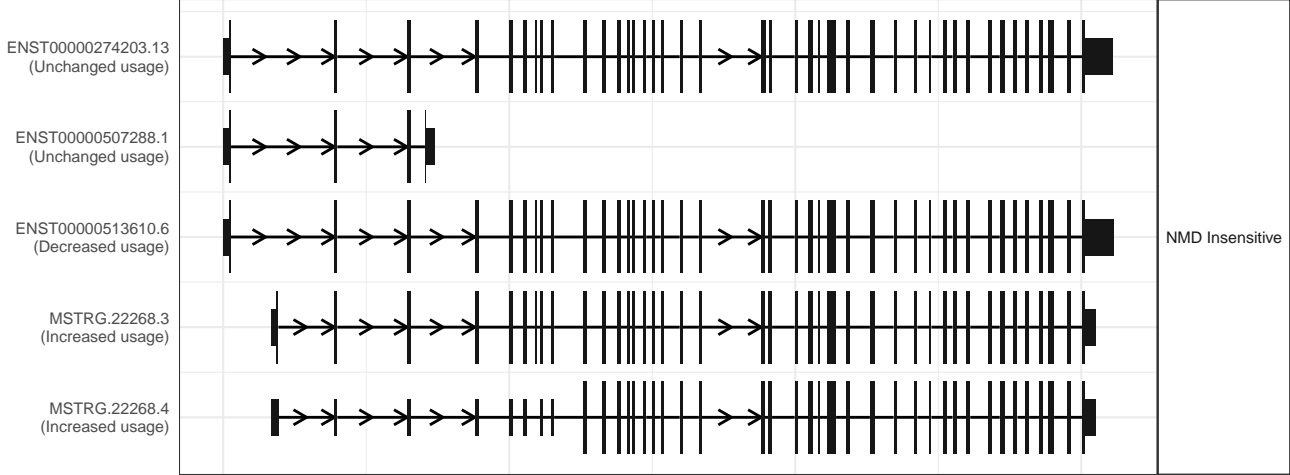 ENST00000274203.13
(Unchanged usage)
ENST00000507288.1
(Unchanged usage)
ENST00000513610.6
(Decreased usage)
NMD Insensitive
MSTRG.22268.3
(Increased usage)
MSTRG.22268.4
(Increased usage)